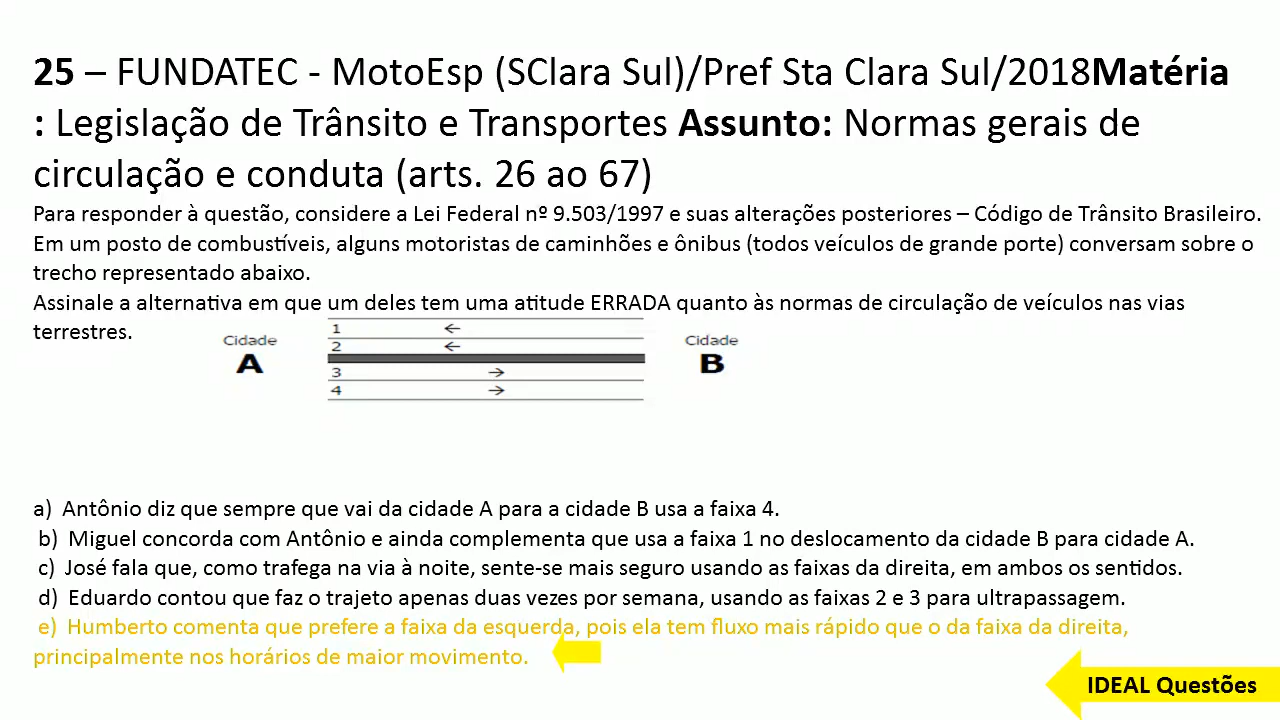 25 – FUNDATEC - MotoEsp (SClara Sul)/Pref Sta Clara Sul/2018Matéria
: Legislação de Trânsito e Transportes Assunto: Normas gerais de
circulação e conduta (arts. 26 ao 67)
Para responder à questão, considere a Lei Federal nº 9.503/1997 e suas alterações posteriores – Código de Trânsito Brasileiro.
Em um posto de combustíveis, alguns motoristas de caminhões e ônibus (todos veículos de grande porte) conversam sobre o
trecho representado abaixo.
Assinale a alternativa em que um deles tem uma atitude ERRADA quanto às normas de circulação de veículos nas vias
terrestres.
Cidade
A
1 ←
2 ←
3 →
4 →
Cidade
B
a) Antônio diz que sempre que vai da cidade A para a cidade B usa a faixa 4.
b) Miguel concorda com Antônio e ainda complementa que usa a faixa 1 no deslocamento da cidade B para cidade A.
c) José fala que, como trafega na via à noite, sente-se mais seguro usando as faixas da direita, em ambos os sentidos.
d) Eduardo contou que faz o trajeto apenas duas vezes por semana, usando as faixas 2 e 3 para ultrapassagem.
e) Humberto comenta que prefere a faixa da esquerda, pois ela tem fluxo mais rápido que o da faixa da direita,
principalmente nos horários de maior movimento.
IDEAL Questões